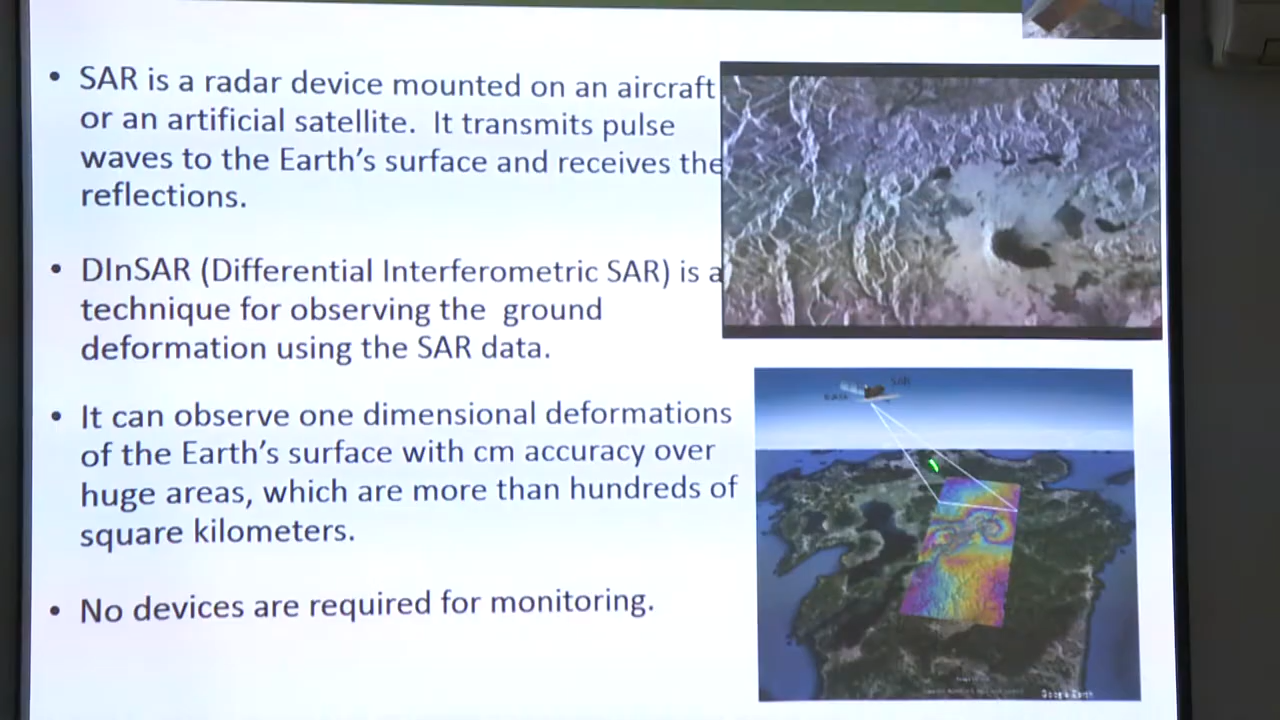 • SAR is a radar device mounted on an aircraft
or an artificial satellite. It transmits pulse
waves to the Earth's surface and receives the
reflections.
• DInSAR (Differential Interferometric SAR) is a
technique for observing the ground
deformation using the SAR data.
• It can observe one dimensional deformations
of the Earth's surface with cm accuracy over
huge areas, which are more than hundreds of
square kilometers.
• No devices are required for monitoring.
SAR
Google Earth